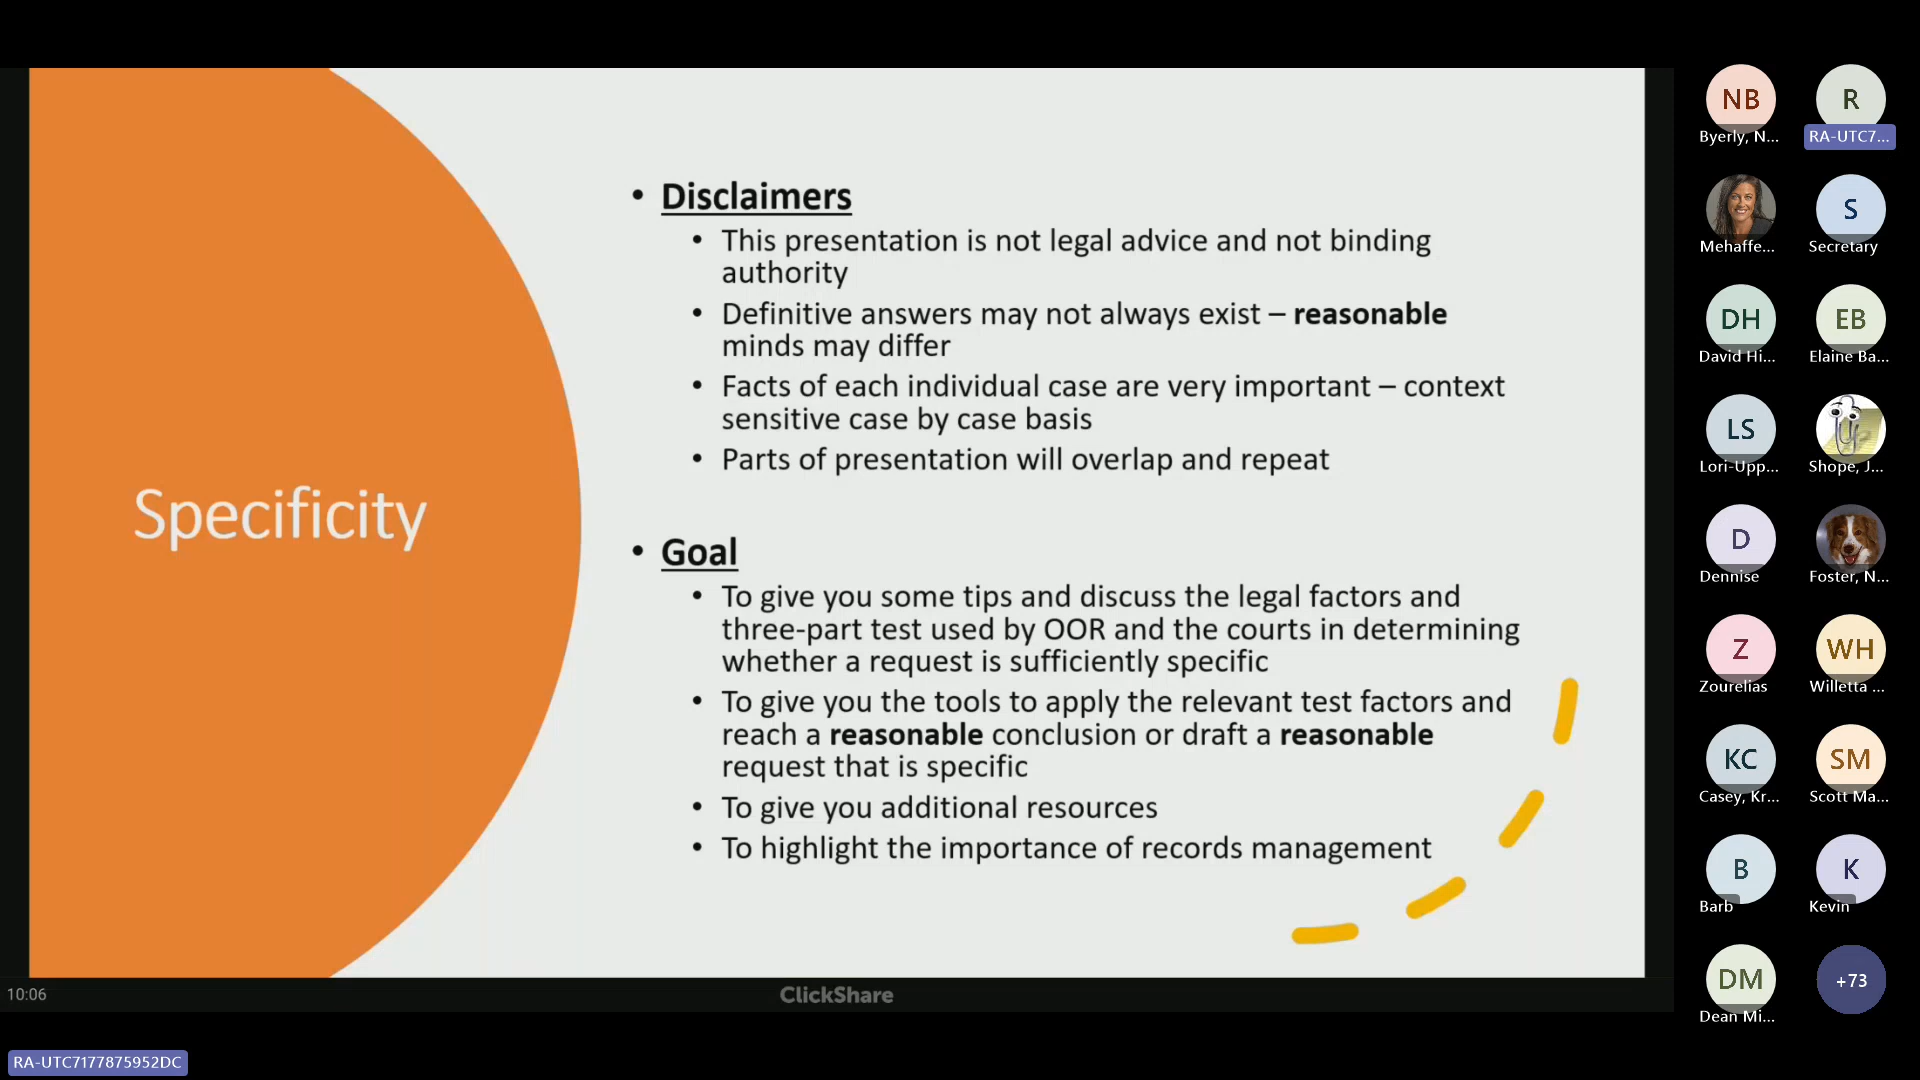 Specificity
• Disclaimers
• This presentation is not legal advice and not binding
authority
• Definitive answers may not always exist – reasonable
minds may differ
• Facts of each individual case are very important – context
sensitive case by case basis
• Parts of presentation will overlap and repeat
• Goal
• To give you some tips and discuss the legal factors and
three-part test used by OOR and the courts in determining
whether a request is sufficiently specific
• To give you the tools to apply the relevant test factors and
reach a reasonable conclusion or draft a reasonable
request that is specific
• To give you additional resources
• To highlight the importance of records management
10:06
ClickShare
RA-UTC7177875952DC
NB
Byerly, N...
R
RA-UTC7...
Mehaffe...
S
Secretary
DH
David Hi...
EB
Elaine Ba...
LS
Lori-Upp...
Shope, J...
D
Dennise
Foster, N...
Z
Zourelias
WH
Willetta ...
KC
Casey, Kr...
SM
Scott Ma...
B
Barb
K
Kevin
DM
Dean Mi...
+73